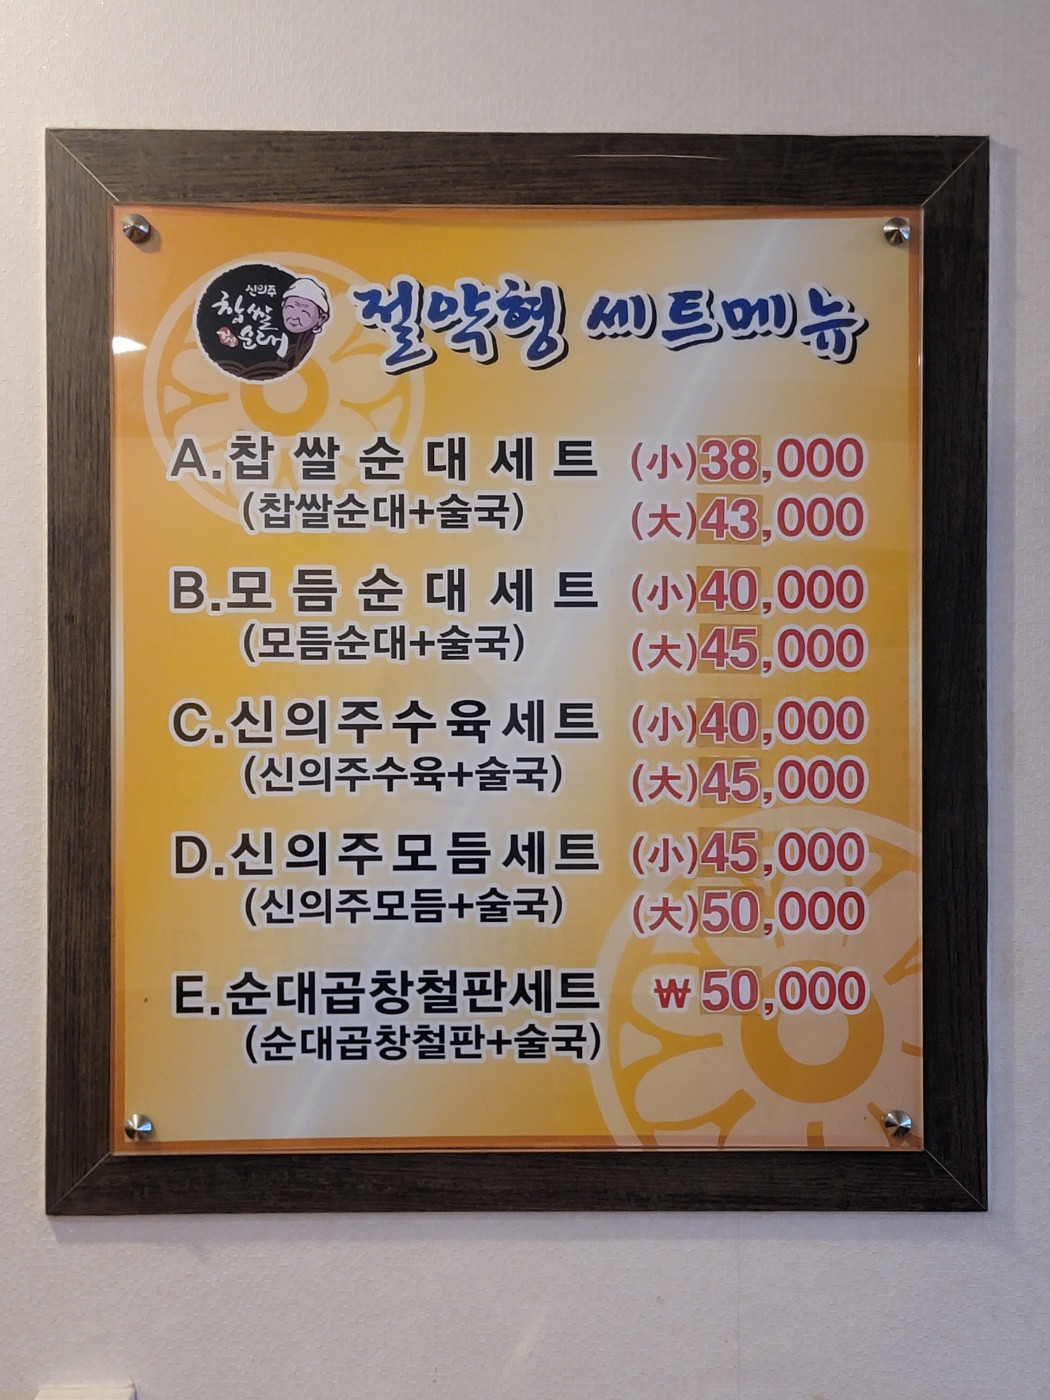 신의주
찹쌀
순대
절약형 세트메뉴
A.찹쌀순대세트 (小)38,000
(찹쌀순대+술국) (大)43,000
B.모듬순대세트 (小)40,000
(모듬순대+술국) (大)45,000
C.신의주수육세트 (小)40,000
(신의주수육+술국) (大)45,000
D.신의주모듬세트 (小)45,000
(신의주모듬+술국) (大)50,000
E.순대곱창철판세트 ₩50,000
(순대곱창철판+술국)